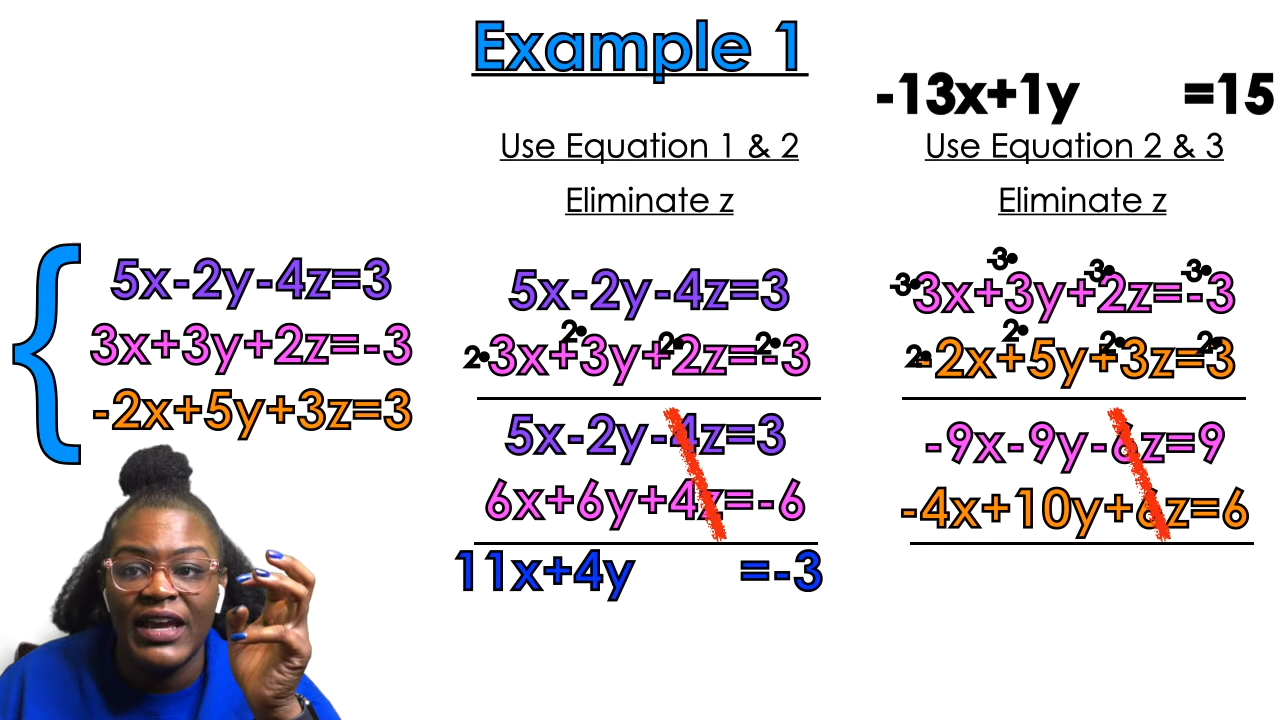 Example 1
-13x+1y =15
Use Equation 1 & 2
Eliminate z
Use Equation 2 & 3
Eliminate z
5x-2y-4z=3
3x+3y+2z=-3
-2x+5y+3z=3
5x-2y-4z=3
2• 2• 2• 2•
3x+3y+2z=-3
5x-2y-4z=3
6x+6y+4z=-6
11x+4y =-3
-3• -3• -3• -3•
3x+3y+2z=-3
2• 2• 2• 2•
-2x+5y+3z=3
-9x-9y-6z=9
-4x+10y+6z=6